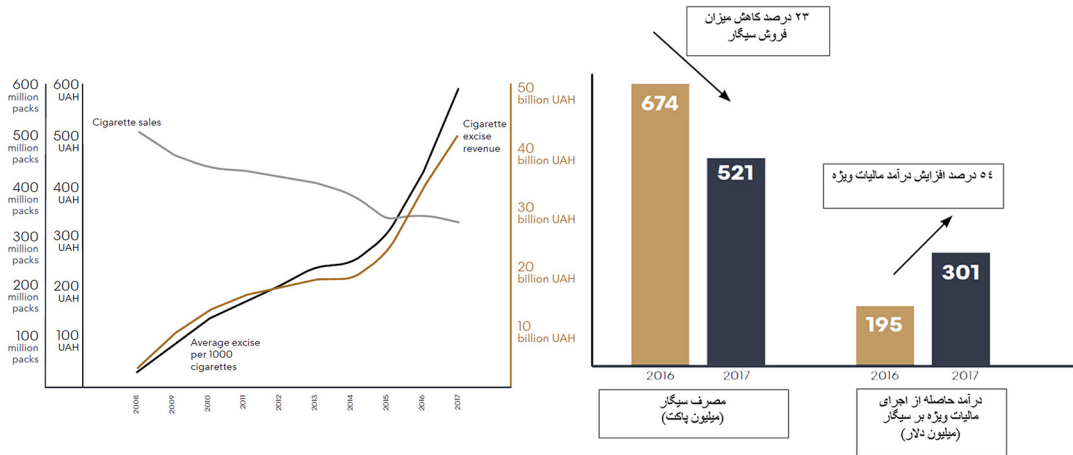 600
million
packs
500
million
packs
400
million
packs
300
million
packs
200
million
packs
100
million
packs
600
UAH
500
UAH
400
UAH
300
UAH
200
UAH
100
UAH
Cigarette sales
Average excise
per 1000
cigarettes
Cigarette
excise
revenue
50
billion UAH
40
billion UAH
30
billion UAH
20
billion UAH
10
billion UAH
2008
2009
2010
2011
2012
2013
2014
2015
2016
2017
۲۳ درصد کاهش میزان
فروش سیگار
674
521
2016
2017
مصرف سیگار
(میلیون پاکت)
٥٤ درصد افزایش درآمد مالیات ویژه
195
301
2016
2017
درآمد حاصله از اجرای
مالیات ویژه بر سیگار
(میلیون دلار)